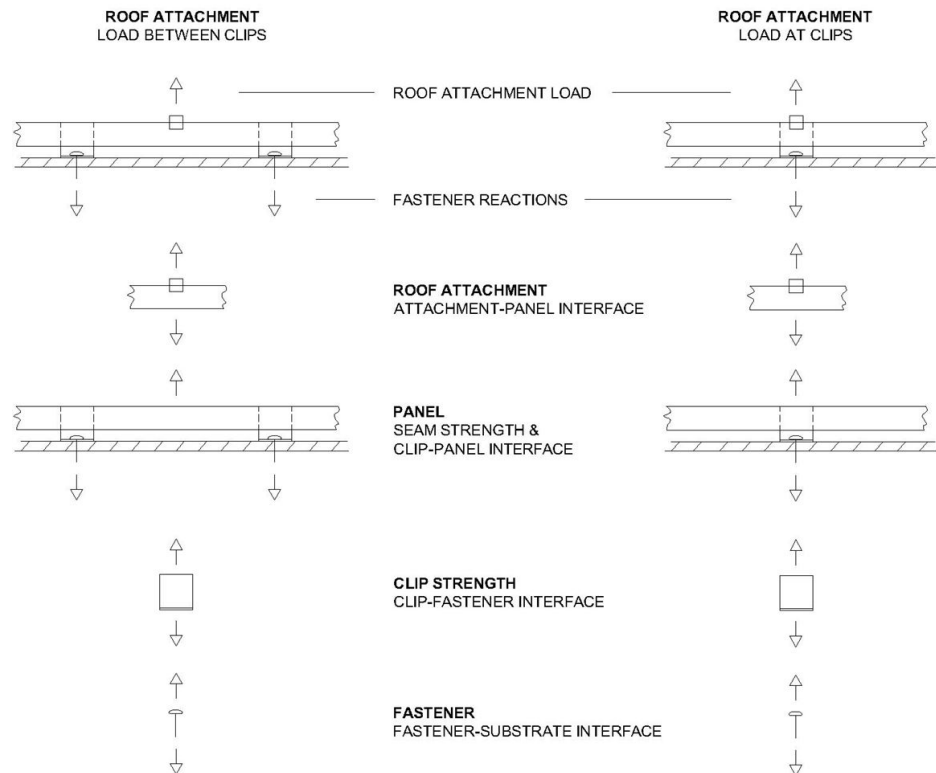 ROOF ATTACHMENT
LOAD BETWEEN CLIPS
ROOF ATTACHMENT
LOAD AT CLIPS
ROOF ATTACHMENT LOAD
FASTENER REACTIONS
ROOF ATTACHMENT
ATTACHMENT-PANEL INTERFACE
PANEL
SEAM STRENGTH &
CLIP-PANEL INTERFACE
CLIP STRENGTH
CLIP-FASTENER INTERFACE
FASTENER
FASTENER-SUBSTRATE INTERFACE